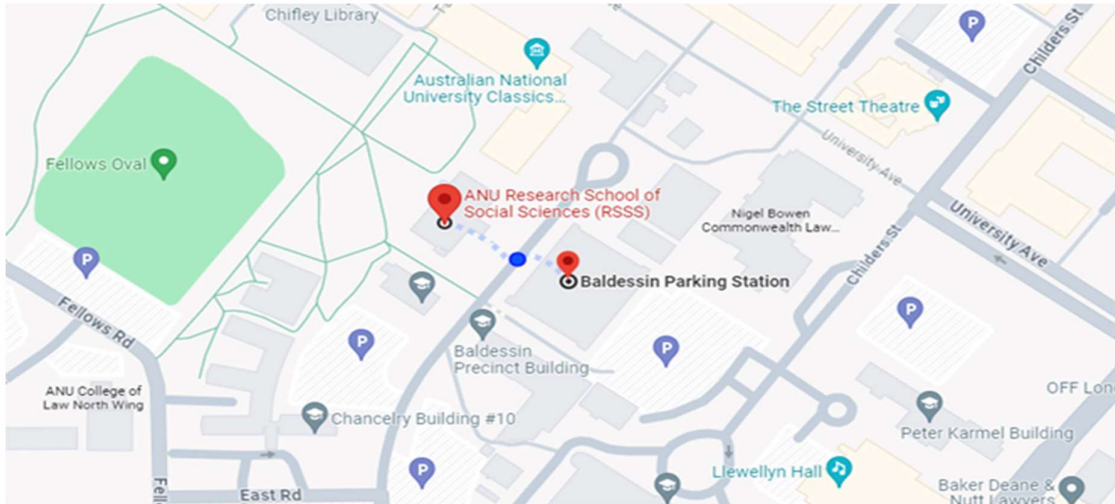 Chifley Library
Childers St
P
Australian National
University Classics...
The Street Theatre
University Ave
Fellows Oval
ANU Research School of
Social Sciences (RSSS)
Nigel Bowen
Commonwealth Law...
University Ave
Childers St
P
Baldessin Parking Station
Fellows Rd
P
P
P
Baldessin
Precinct Building
ANU College of
Law North Wing
OFF Lon
Chancelry Building #10
Peter Karmel Building
P
Llewellyn Hall
East Rd
Baker Deane &
Nutt Lawyers